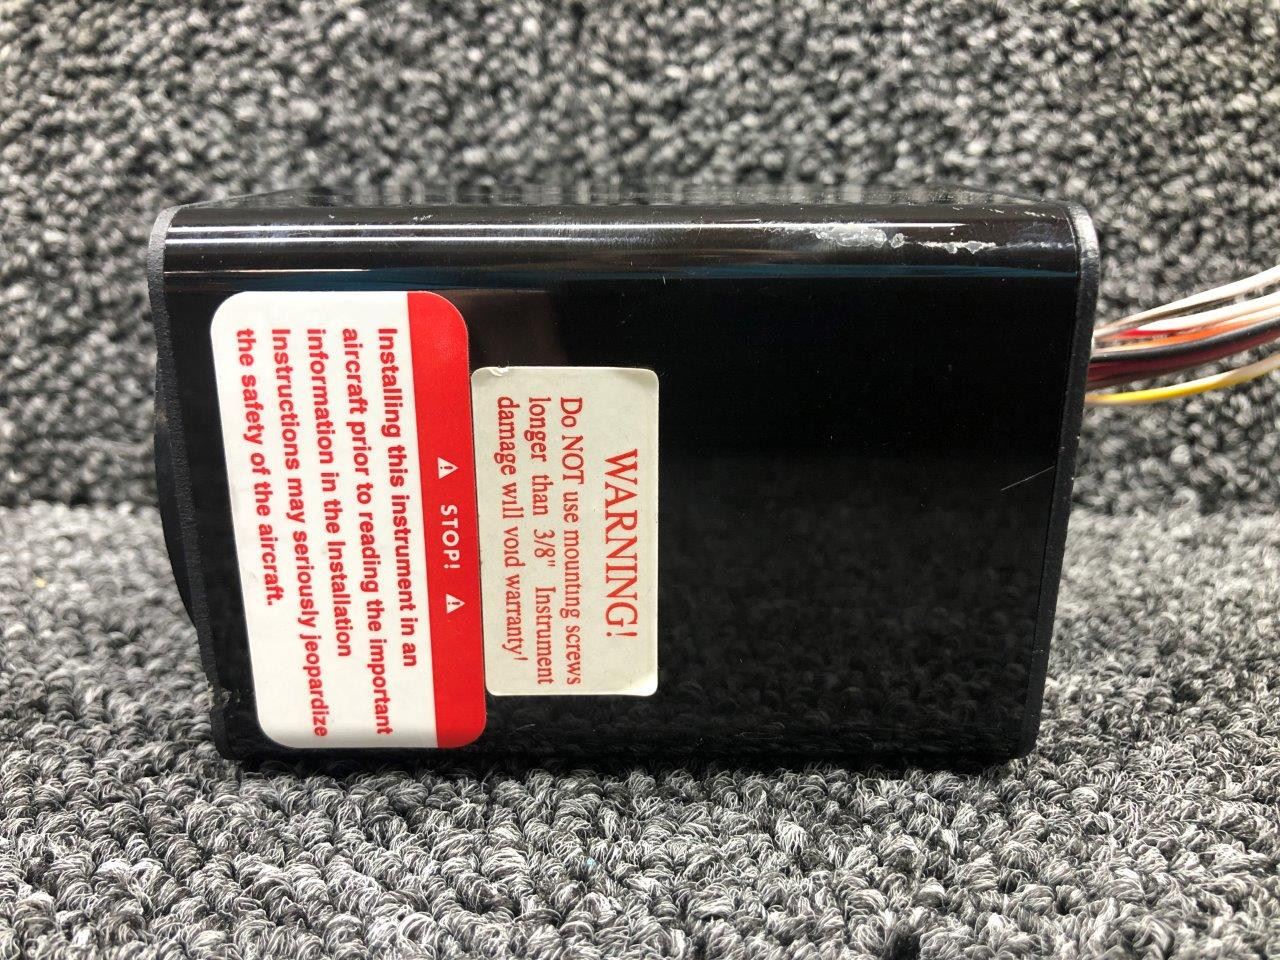 ⚠ STOP! ⚠
Installing this instrument in an
aircraft prior to reading the important
information in the Installation
Instructions may seriously jeopardize
the safety of the aircraft.
WARNING!
Do NOT use mounting screws
longer than 3/8" Instrument
damage will void warranty!